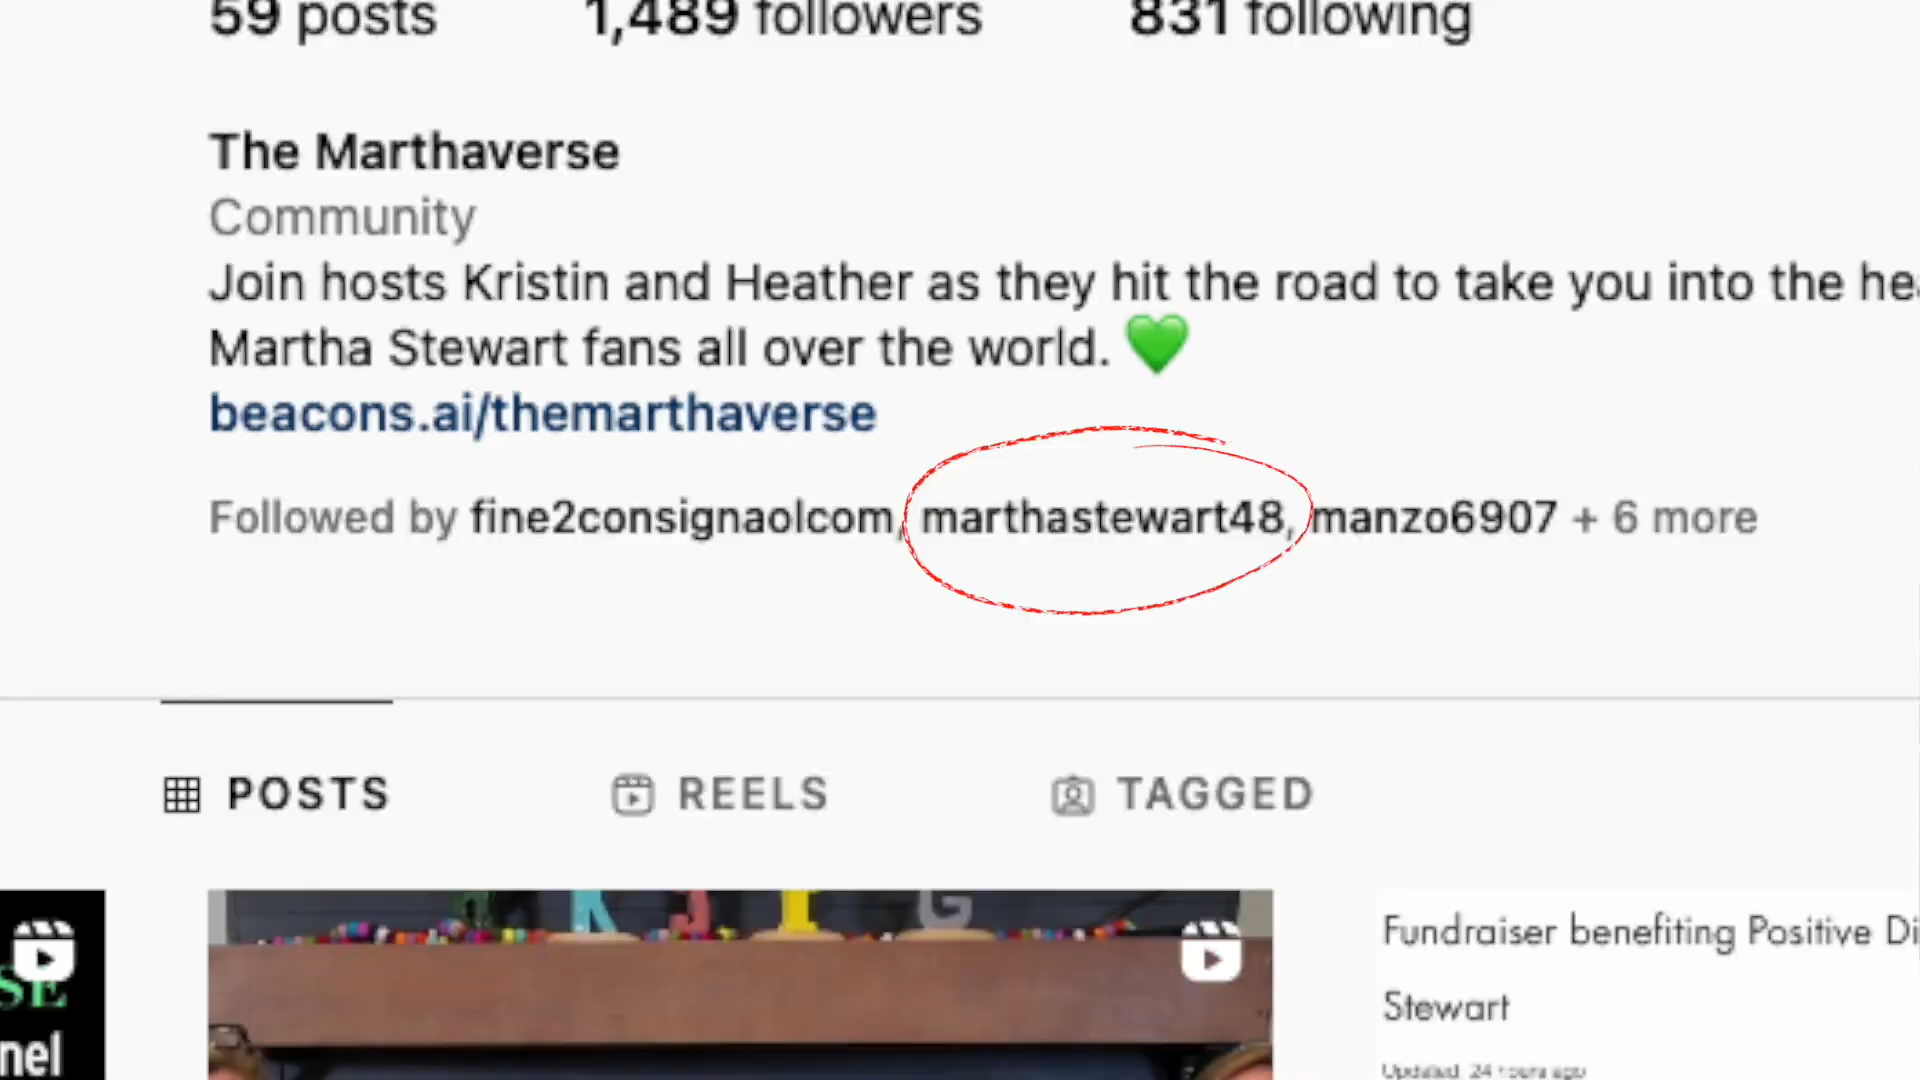 59 posts 1,489 followers 831 following
The Marthaverse
Community
Join hosts Kristin and Heather as they hit the road to take you into the
Martha Stewart fans all over the world. 💚
beacons.ai/themarthaverse
Followed by fine2consignaolcom, marthastewart48, manzo6907 + 6 more
POSTS REELS TAGGED
K J I G
Fundraiser benefiting Positive
Stewart
Updated 24 hours ago
SE
nel